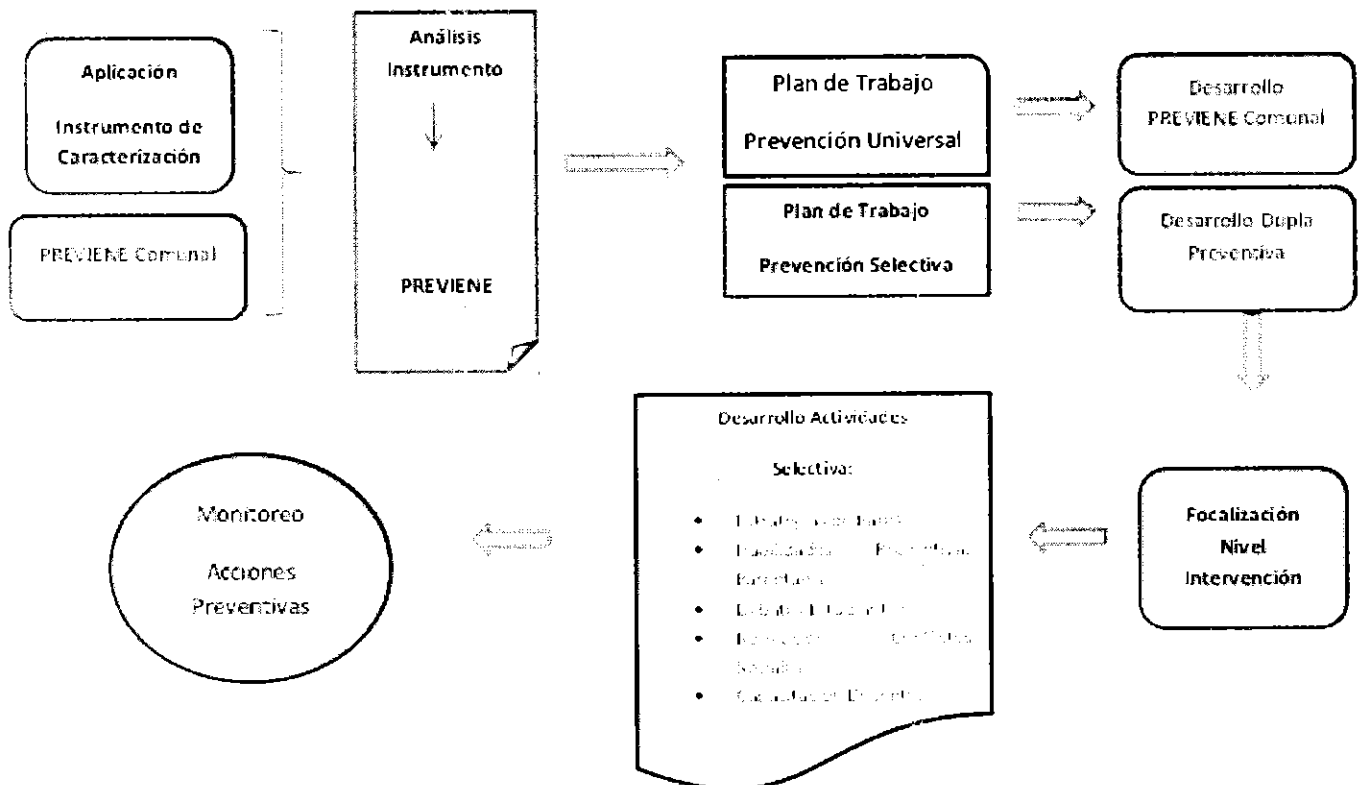 Aplicación
Instrumento de
Caracterización
PREVIENE Comunal
Análisis
Instrumento
PREVIENE
Plan de Trabajo
Prevención Universal
Plan de Trabajo
Prevención Selectiva
Desarrollo
PREVIENE Comunal
Desarrollo Dupla
Preventiva
Focalización
Nivel
Intervención
Desarrollo Actividades
Selectiva:
Monitoreo
Acciones
Preventivas